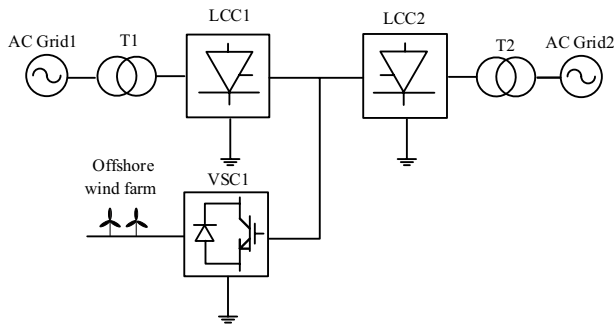 LCC1
LCC2
AC Grid1
T1
T2
AC Grid2
Offshore
wind farm
VSC1